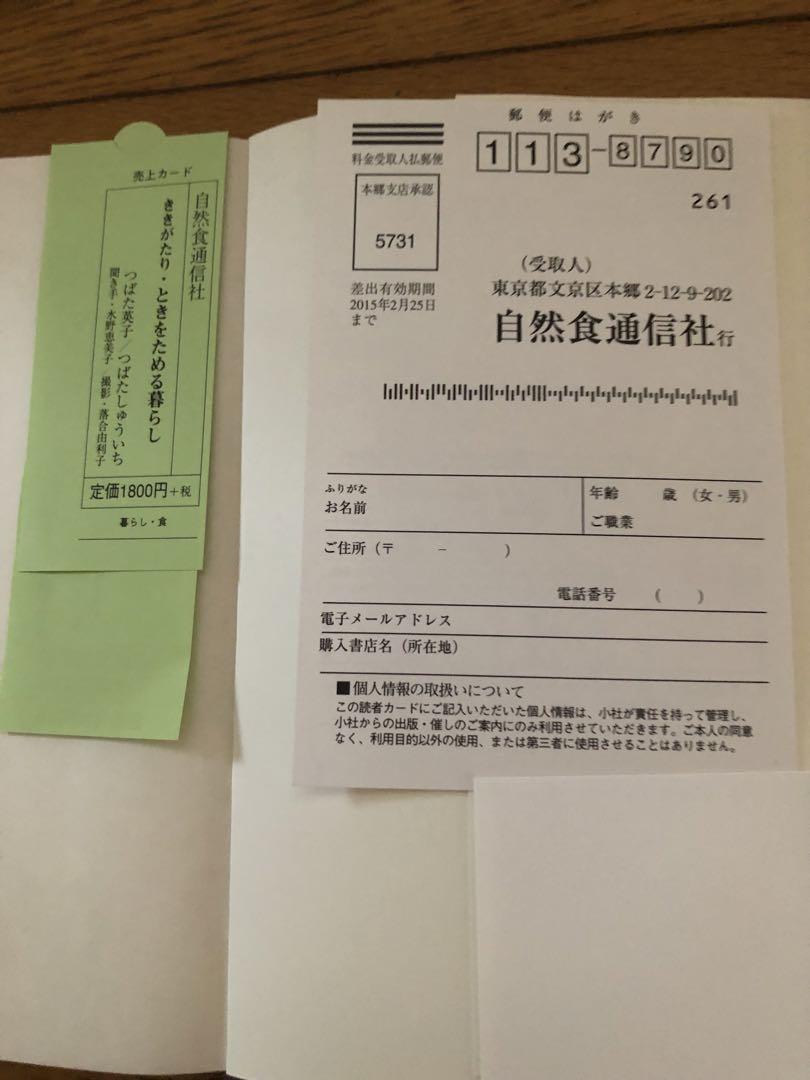 売上カード
自然食通信社
ききがたり・ときをためる暮らし
つばた英子／つばたしゅういち
聞き手・水野恵美子／撮影・落合由利子
定価1800円+税
暮らし・食
郵便はがき
料金受取人払郵便
113-8790
本郷支店承認
5731
261
差出有効期間
2015年2月25日
まで
（受取人）
東京都文京区本郷2-12-9-202
自然食通信社行
ふりがな
お名前
年齢 歳 （女・男）
ご職業
ご住所（〒 － ）
電話番号 （ ）
電子メールアドレス
購入書店名（所在地）
■個人情報の取扱いについて
この読者カードにご記入いただいた個人情報は、小社が責任を持って管理し、
小社からの出版・催しのご案内にのみ利用させていただきます。ご本人の同意
なく、利用目的以外の使用、または第三者に使用させることはありません。